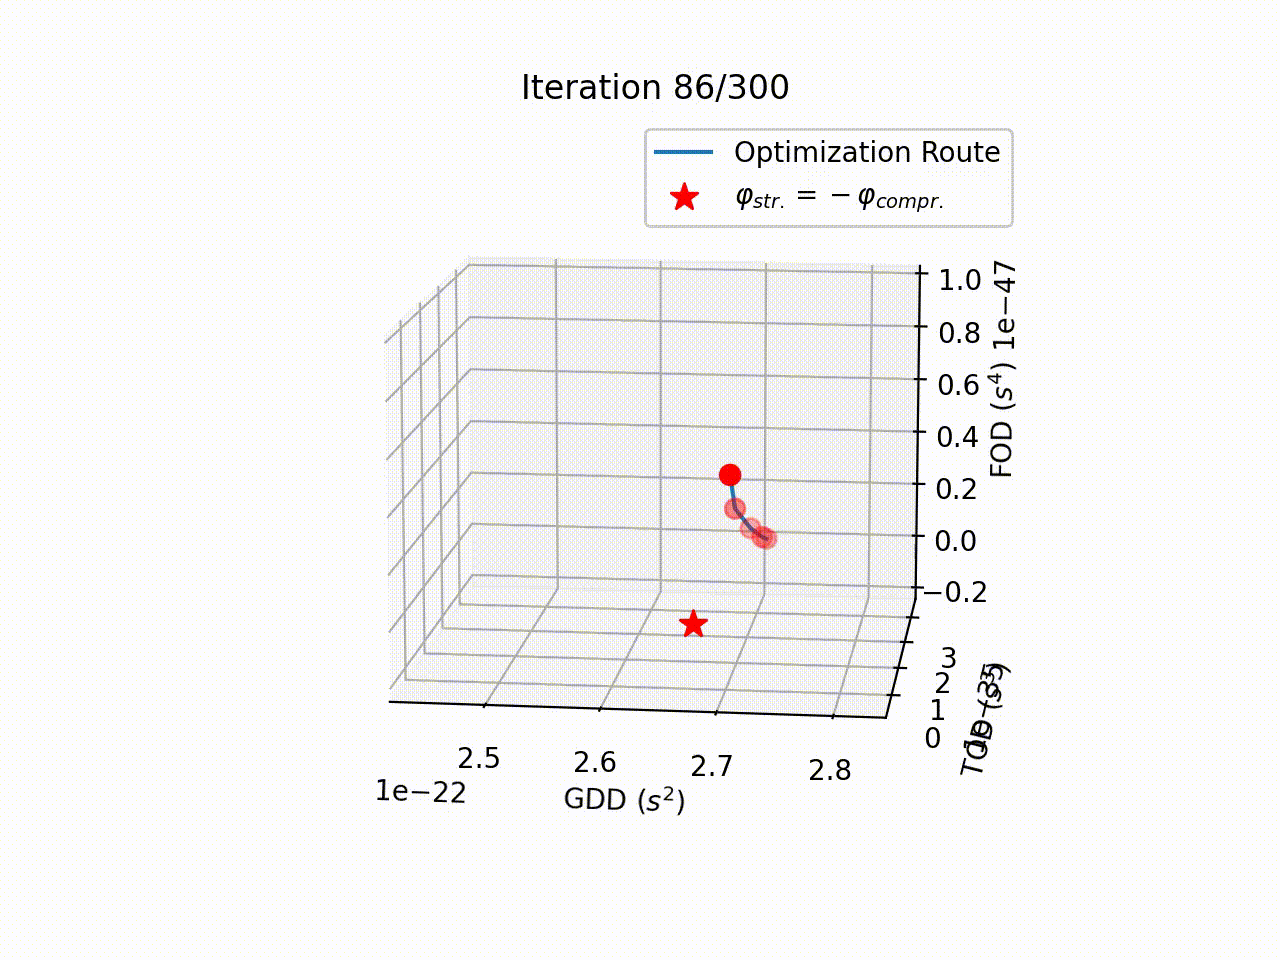 Iteration 86/300
Optimization Route
φstr. = − φcompr.
1.0
0.8
0.6
0.4
0.2
0.0
−0.2
FOD (s⁴) 1e−47
3
2
1
0
2.5
2.6
2.7
2.8
1e−22
GDD (s²)